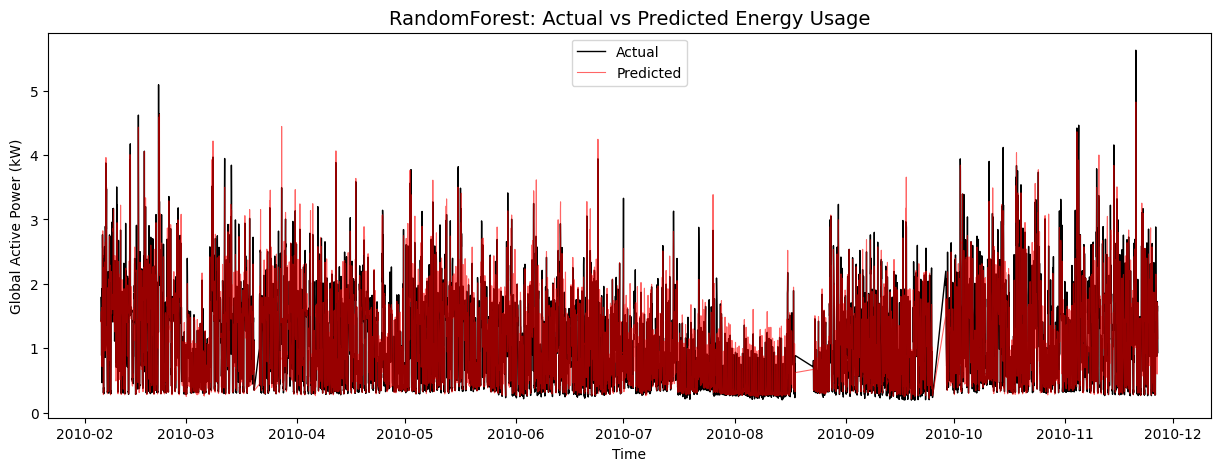 RandomForest: Actual vs Predicted Energy Usage
Actual
Predicted
Global Active Power (kW)
5
4
3
2
1
0
2010-02 2010-03 2010-04 2010-05 2010-06 2010-07 2010-08 2010-09 2010-10 2010-11 2010-12
Time